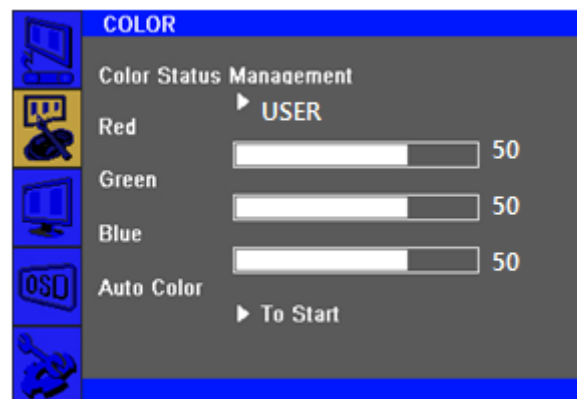 COLOR
Color Status Management
USER
Red
50
Green
50
Blue
50
OSD
Auto Color
To Start